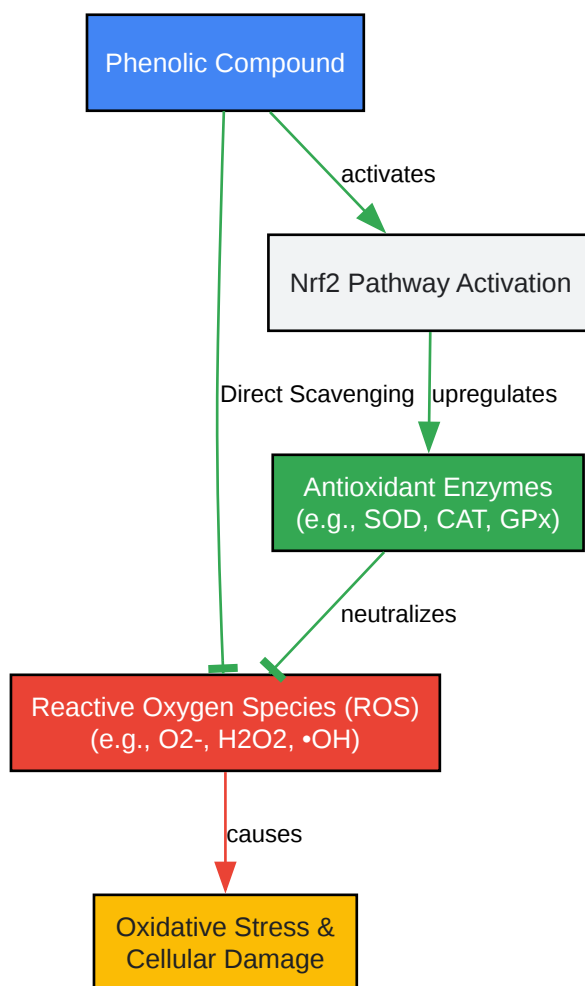 Phenolic Compound
activates
Nrf2 Pathway Activation
Direct Scavenging
upregulates
Antioxidant Enzymes
(e.g., SOD, CAT, GPx)
neutralizes
Reactive Oxygen Species (ROS)
(e.g., O2-, H2O2, •OH)
causes
Oxidative Stress &
Cellular Damage